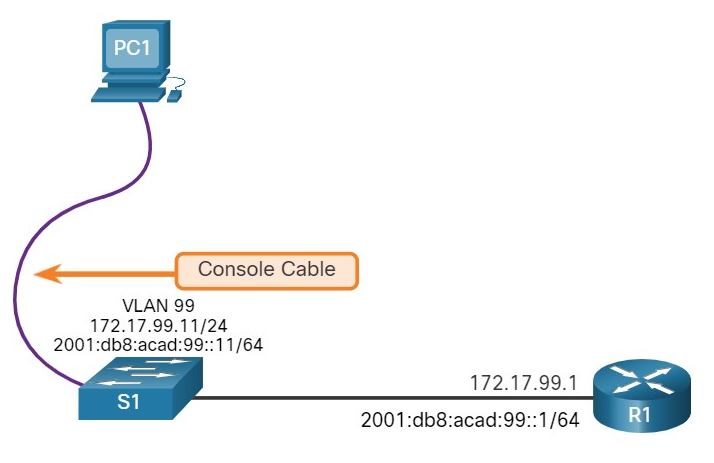 PC1
Console Cable
VLAN 99
172.17.99.11/24
2001:db8:acad:99::11/64
S1
172.17.99.1
2001:db8:acad:99::1/64
R1